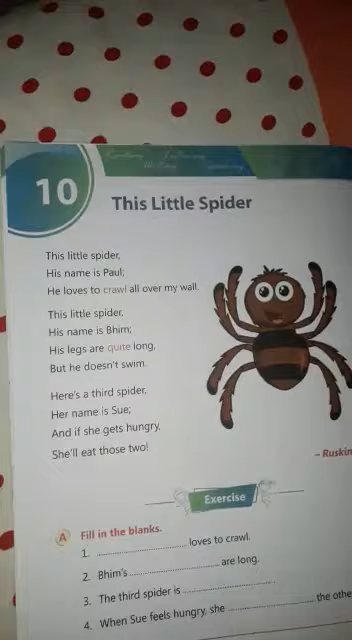 10
This Little Spider
This little spider,
His name is Paul;
He loves to crawl all over my wall.
This little spider,
His name is Bhim;
His legs are quite long,
But he doesn't swim.
Here's a third spider,
Her name is Sue;
And if she gets hungry,
She'll eat those two!
– Ruskin
Exercise
A Fill in the blanks.
1. .............................. loves to crawl.
2. Bhim's .............................. are long.
3. The third spider is ..............................
4. When Sue feels hungry, she .............................. the othe